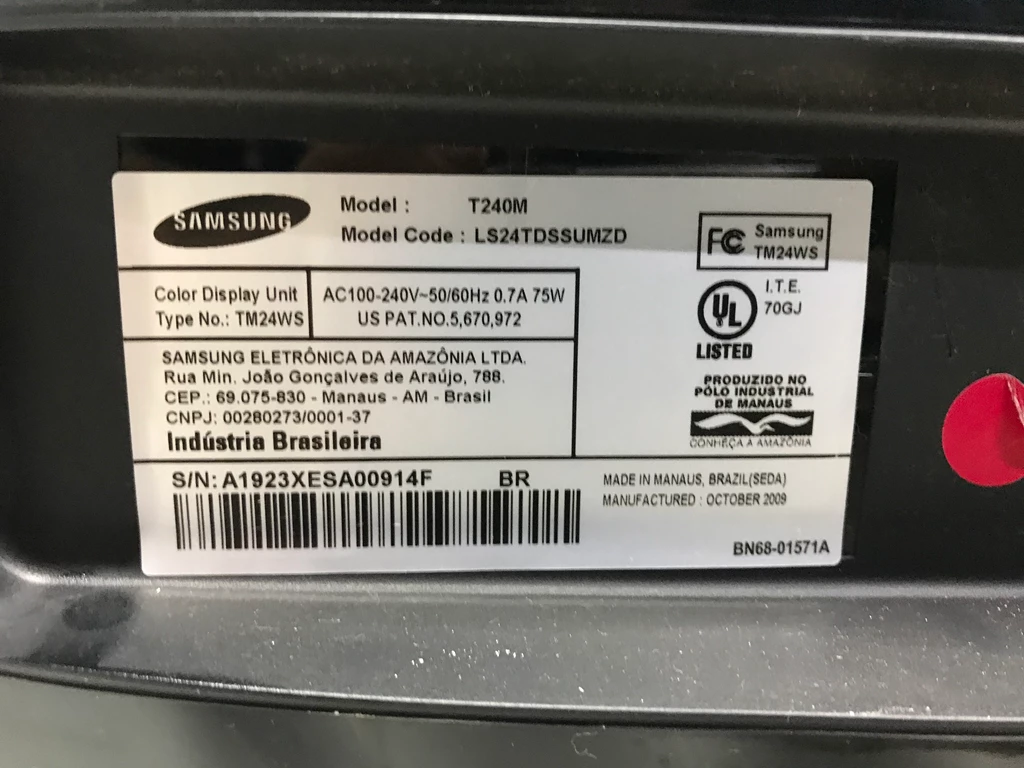 SAMSUNG
Model : T240M
Model Code : LS24TDSSUMZD
FC Samsung
TM24WS
Color Display Unit
Type No.: TM24WS
AC100-240V~50/60Hz 0.7A 75W
US PAT.NO.5,670,972
UL
LISTED
I.T.E.
70GJ
SAMSUNG ELETRÔNICA DA AMAZÔNIA LTDA.
Rua Min. João Gonçalves de Araújo, 788.
CEP.: 69.075-830 - Manaus - AM - Brasil
CNPJ: 00280273/0001-37
Indústria Brasileira
PRODUZIDO NO
PÓLO INDUSTRIAL
DE MANAUS
CONHEÇA A AMAZÔNIA
S/N: A1923XESA00914F BR
MADE IN MANAUS, BRAZIL(SEDA)
MANUFACTURED : OCTOBER 2009
BN68-01571A